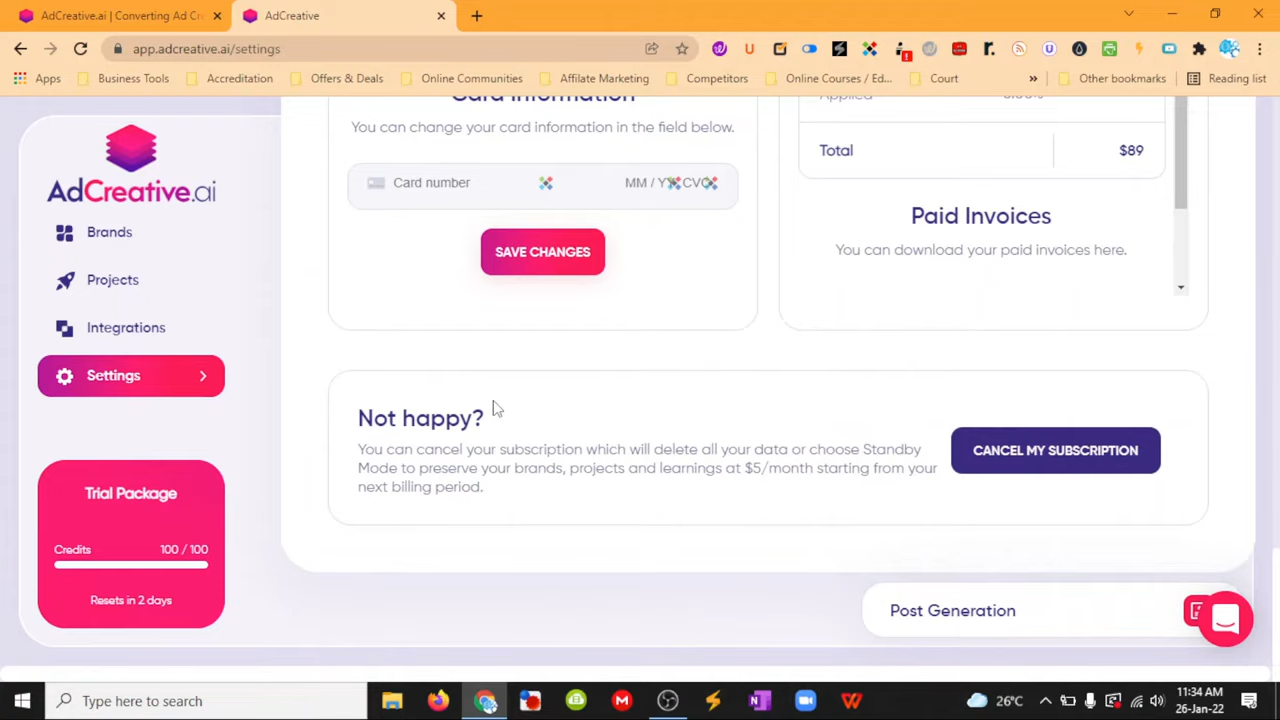 AdCreative.ai | Converting Ad Cr
AdCreative
app.adcreative.ai/settings
Apps
Business Tools
Accreditation
Offers & Deals
Online Communities
Affilate Marketing
Competitors
Online Courses / Ed...
Court
»
Other bookmarks
Reading list
AdCreative.ai
Brands
Projects
Integrations
Settings
Trial Package
Credits 100 / 100
Resets in 2 days
Card Information
You can change your card information in the field below.
Card number
MM / YY CVC
SAVE CHANGES
Applied
Total $89
Paid Invoices
You can download your paid invoices here.
Not happy?
You can cancel your subscription which will delete all your data or choose Standby
Mode to preserve your brands, projects and learnings at $5/month starting from your
next billing period.
CANCEL MY SUBSCRIPTION
Post Generation
Type here to search
26°C
11:34 AM
26-Jan-22